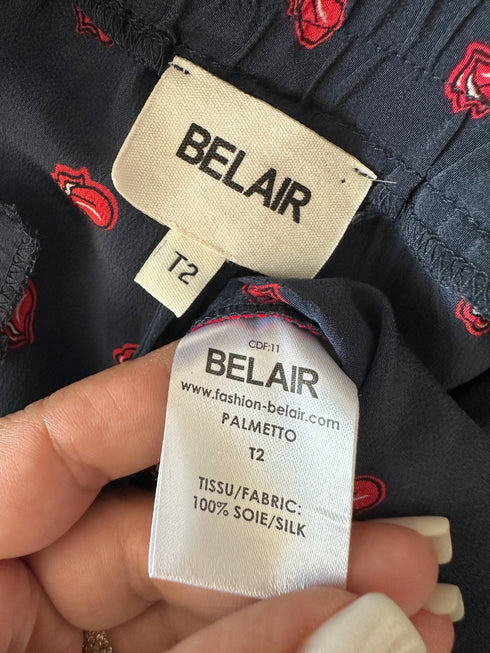 BELAIR
T2
CDF:11
BELAIR
www.fashion-belair.com
PALMETTO
T2
TISSU/FABRIC:
100% SOIE/SILK